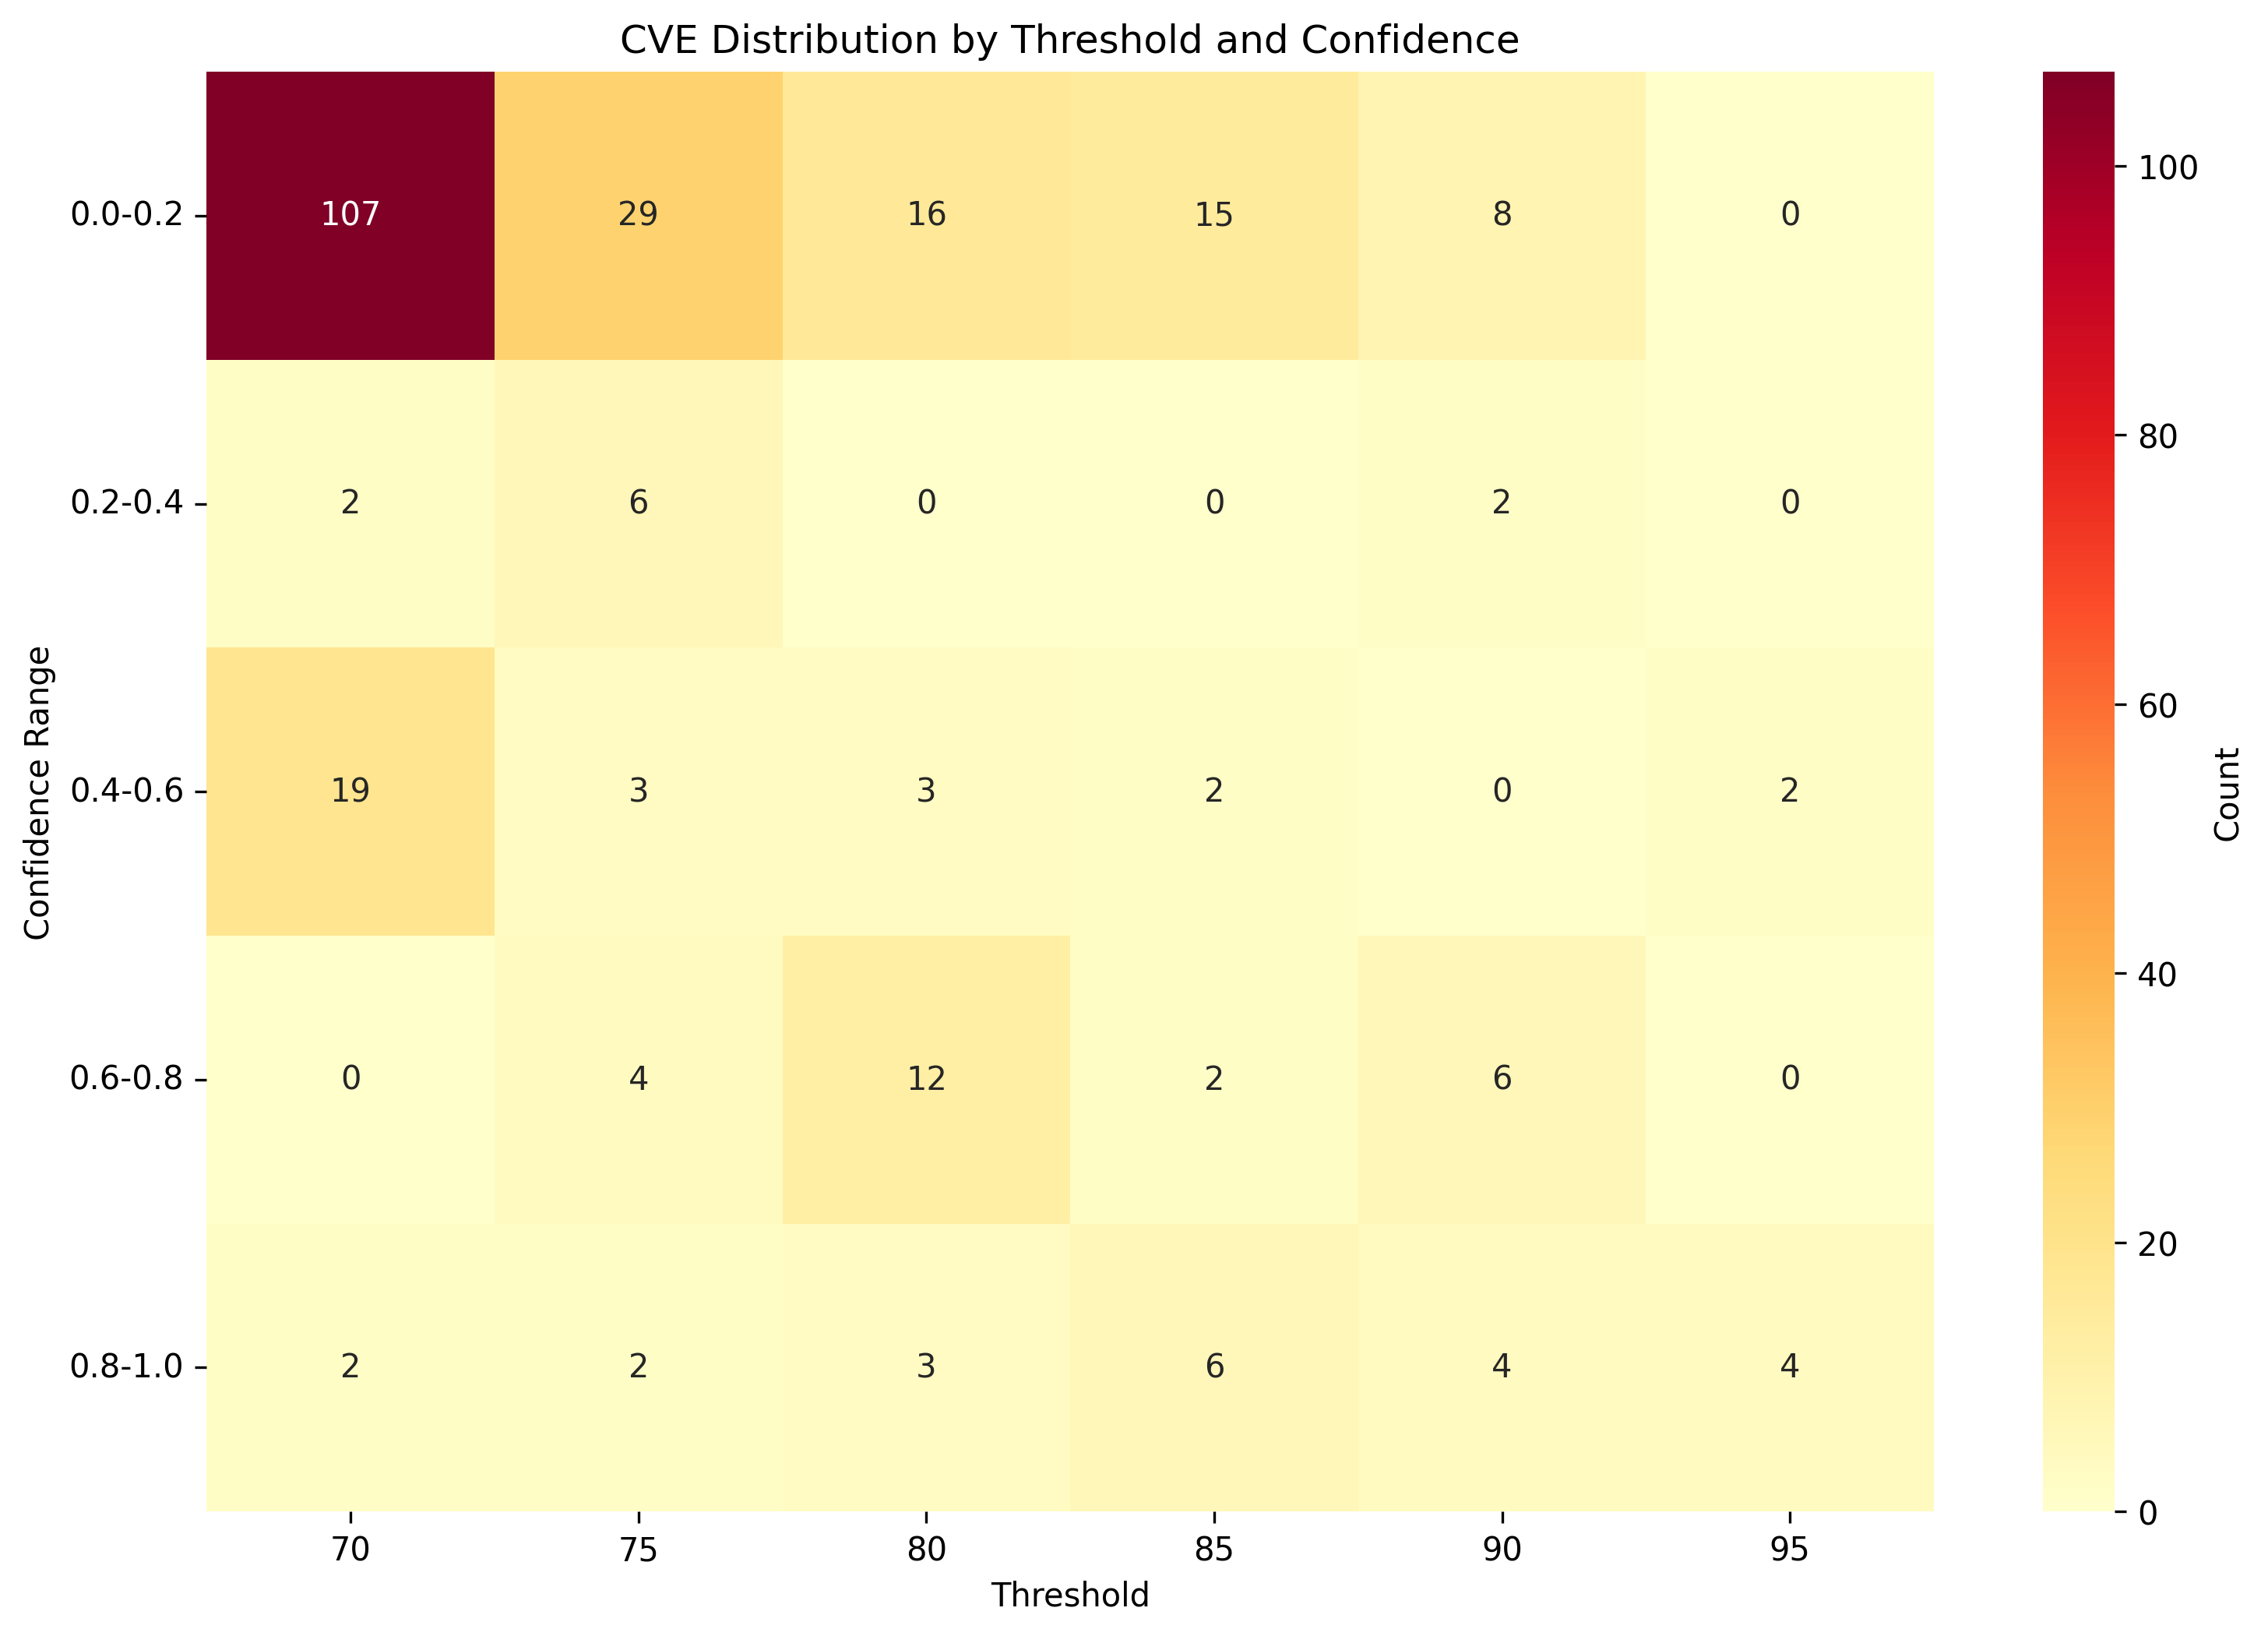 CVE Distribution by Threshold and Confidence
0.0-0.2 107 29 16 15 8 0
0.2-0.4 2 6 0 0 2 0
0.4-0.6 19 3 3 2 0 2
0.6-0.8 0 4 12 2 6 0
0.8-1.0 2 2 3 6 4 4
70 75 80 85 90 95
Threshold
Confidence Range
100
80
60
40
20
0
Count